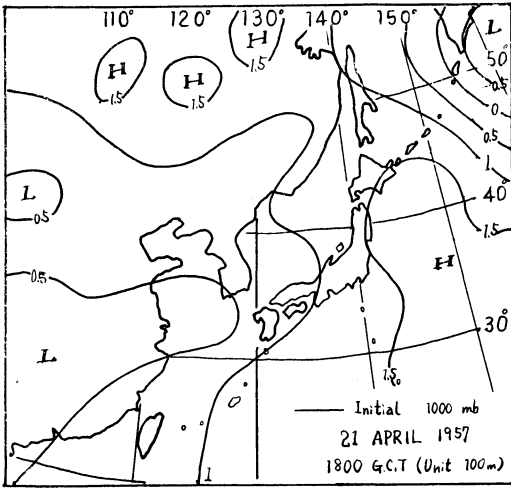 110° 120° 130° 140° 150°
H H H L
1.5 1.5 1.5
50°
0.5
0
0.5
1
L
0.5
40°
1.5
0.5
H
L
30°
1.5
1
—— Initial 1000 mb
21 APRIL 1957
1800 G.C.T (Unit 100m)